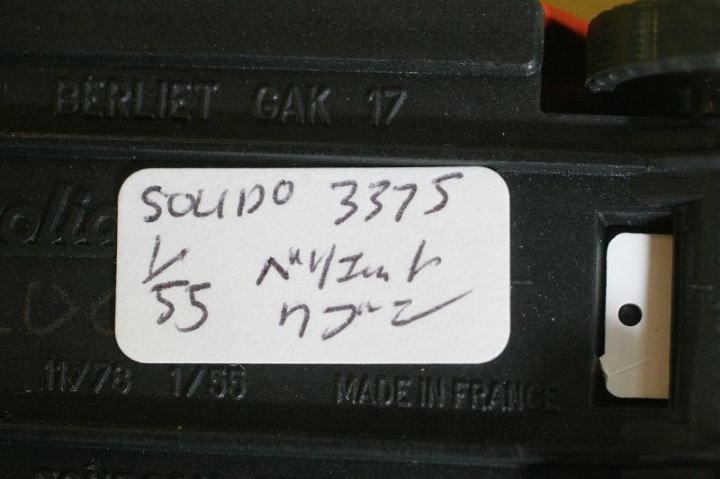 BERLIET GAK 17
SOLIDO 3375
1/55 ベリエット
ワゴン
11/78 1/55 MADE IN FRANCE